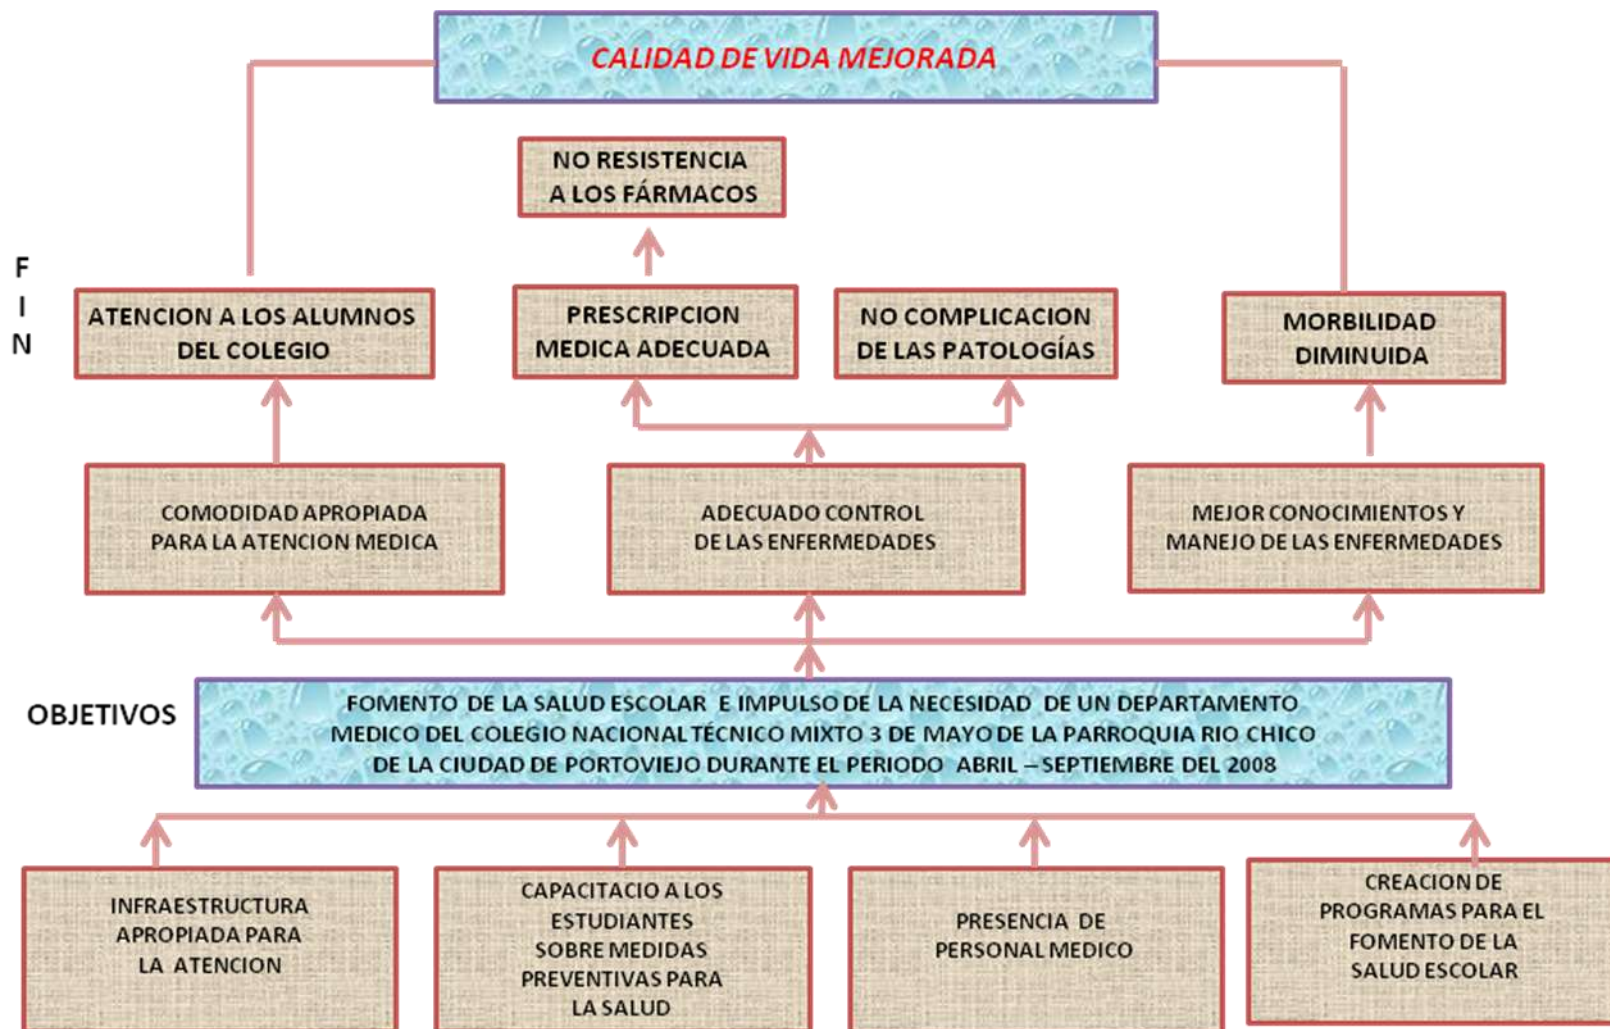 CALIDAD DE VIDA MEJORADA
NO RESISTENCIA
A LOS FÁRMACOS
F
I
N
ATENCION A LOS ALUMNOS
DEL COLEGIO
PRESCRIPCION
MEDICA ADECUADA
NO COMPLICACION
DE LAS PATOLOGÍAS
MORBILIDAD
DIMINUIDA
COMODIDAD APROPIADA
PARA LA ATENCION MEDICA
ADECUADO CONTROL
DE LAS ENFERMEDADES
MEJOR CONOCIMIENTOS Y
MANEJO DE LAS ENFERMEDADES
OBJETIVOS
FOMENTO DE LA SALUD ESCOLAR E IMPULSO DE LA NECESIDAD DE UN DEPARTAMENTO
MEDICO DEL COLEGIO NACIONAL TÉCNICO MIXTO 3 DE MAYO DE LA PARROQUIA RIO CHICO
DE LA CIUDAD DE PORTOVIEJO DURANTE EL PERIODO ABRIL – SEPTIEMBRE DEL 2008
INFRAESTRUCTURA
APROPIADA PARA
LA ATENCION
CAPACITACIO A LOS
ESTUDIANTES
SOBRE MEDIDAS
PREVENTIVAS PARA
LA SALUD
PRESENCIA DE
PERSONAL MEDICO
CREACION DE
PROGRAMAS PARA EL
FOMENTO DE LA
SALUD ESCOLAR